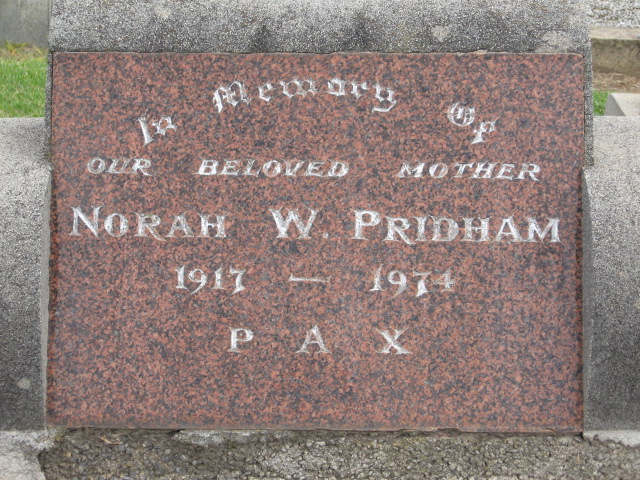 In Memory Of
OUR BELOVED MOTHER
NORAH W. PRIDHAM
1917 — 1974
PAX